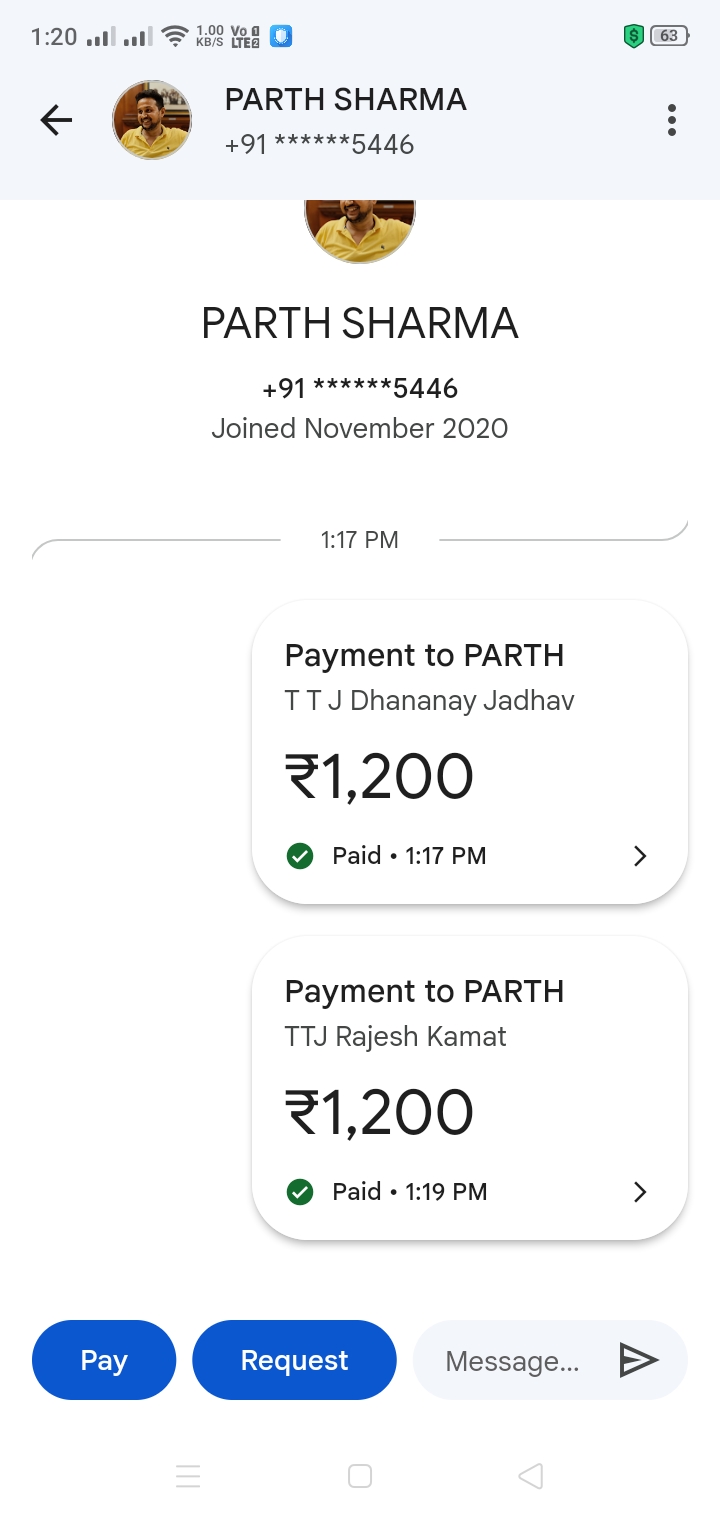 1:20
1.00 KB/S
Vo 1
LTE 2
63
PARTH SHARMA
+91 ******5446
PARTH SHARMA
+91 ******5446
Joined November 2020
1:17 PM
Payment to PARTH
T T J Dhananay Jadhav
₹1,200
Paid • 1:17 PM
Payment to PARTH
TTJ Rajesh Kamat
₹1,200
Paid • 1:19 PM
Pay Request Message...